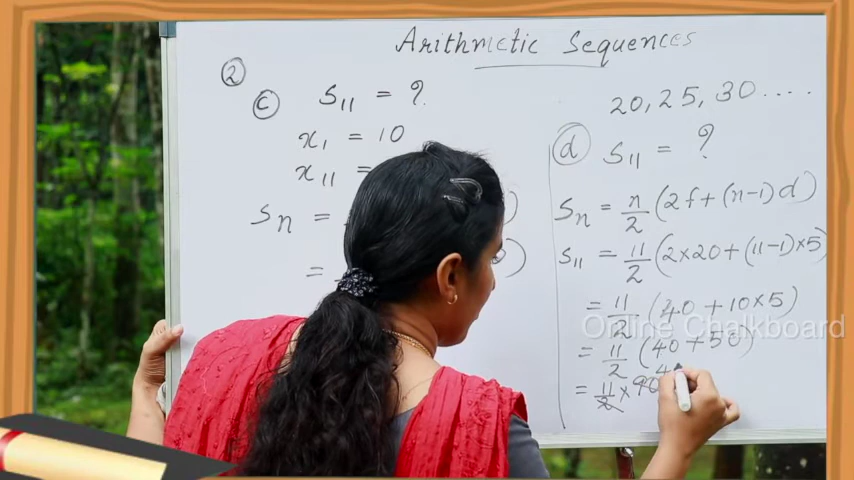 Arithmetic Sequences
②
ⓒ S₁₁ = ?
x₁ = 10
x₁₁ =
Sₙ =
=
20, 25, 30 ....
ⓓ S₁₁ = ?
Sₙ = n/2 (2f + (n-1)d)
S₁₁ = 11/2 (2×20 + (11-1)×5)
= 11/2 (40 + 10×5)
= 11/2 (40 + 50)
= 11/2 × 90
Online Chalkboard